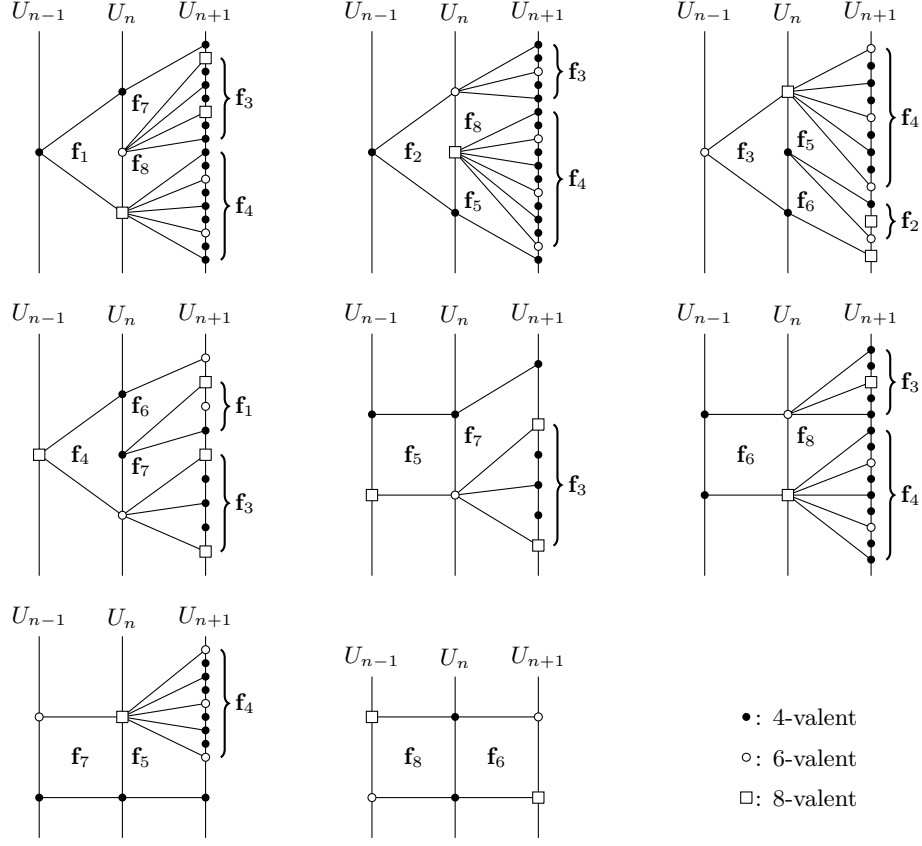 U_{n−1} U_n U_{n+1} U_{n−1} U_n U_{n+1} U_{n−1} U_n U_{n+1}
f_7 f_3 f_1 f_8 f_4
f_3 f_8 f_2 f_4 f_5
f_4 f_5 f_3 f_6 f_2
U_{n−1} U_n U_{n+1} U_{n−1} U_n U_{n+1} U_{n−1} U_n U_{n+1}
f_6 f_1 f_4 f_7 f_3
f_7 f_5 f_3
f_3 f_8 f_6 f_4
U_{n−1} U_n U_{n+1}
f_4 f_7 f_5
U_{n−1} U_n U_{n+1}
f_8 f_6
: 4-valent
: 6-valent
: 8-valent